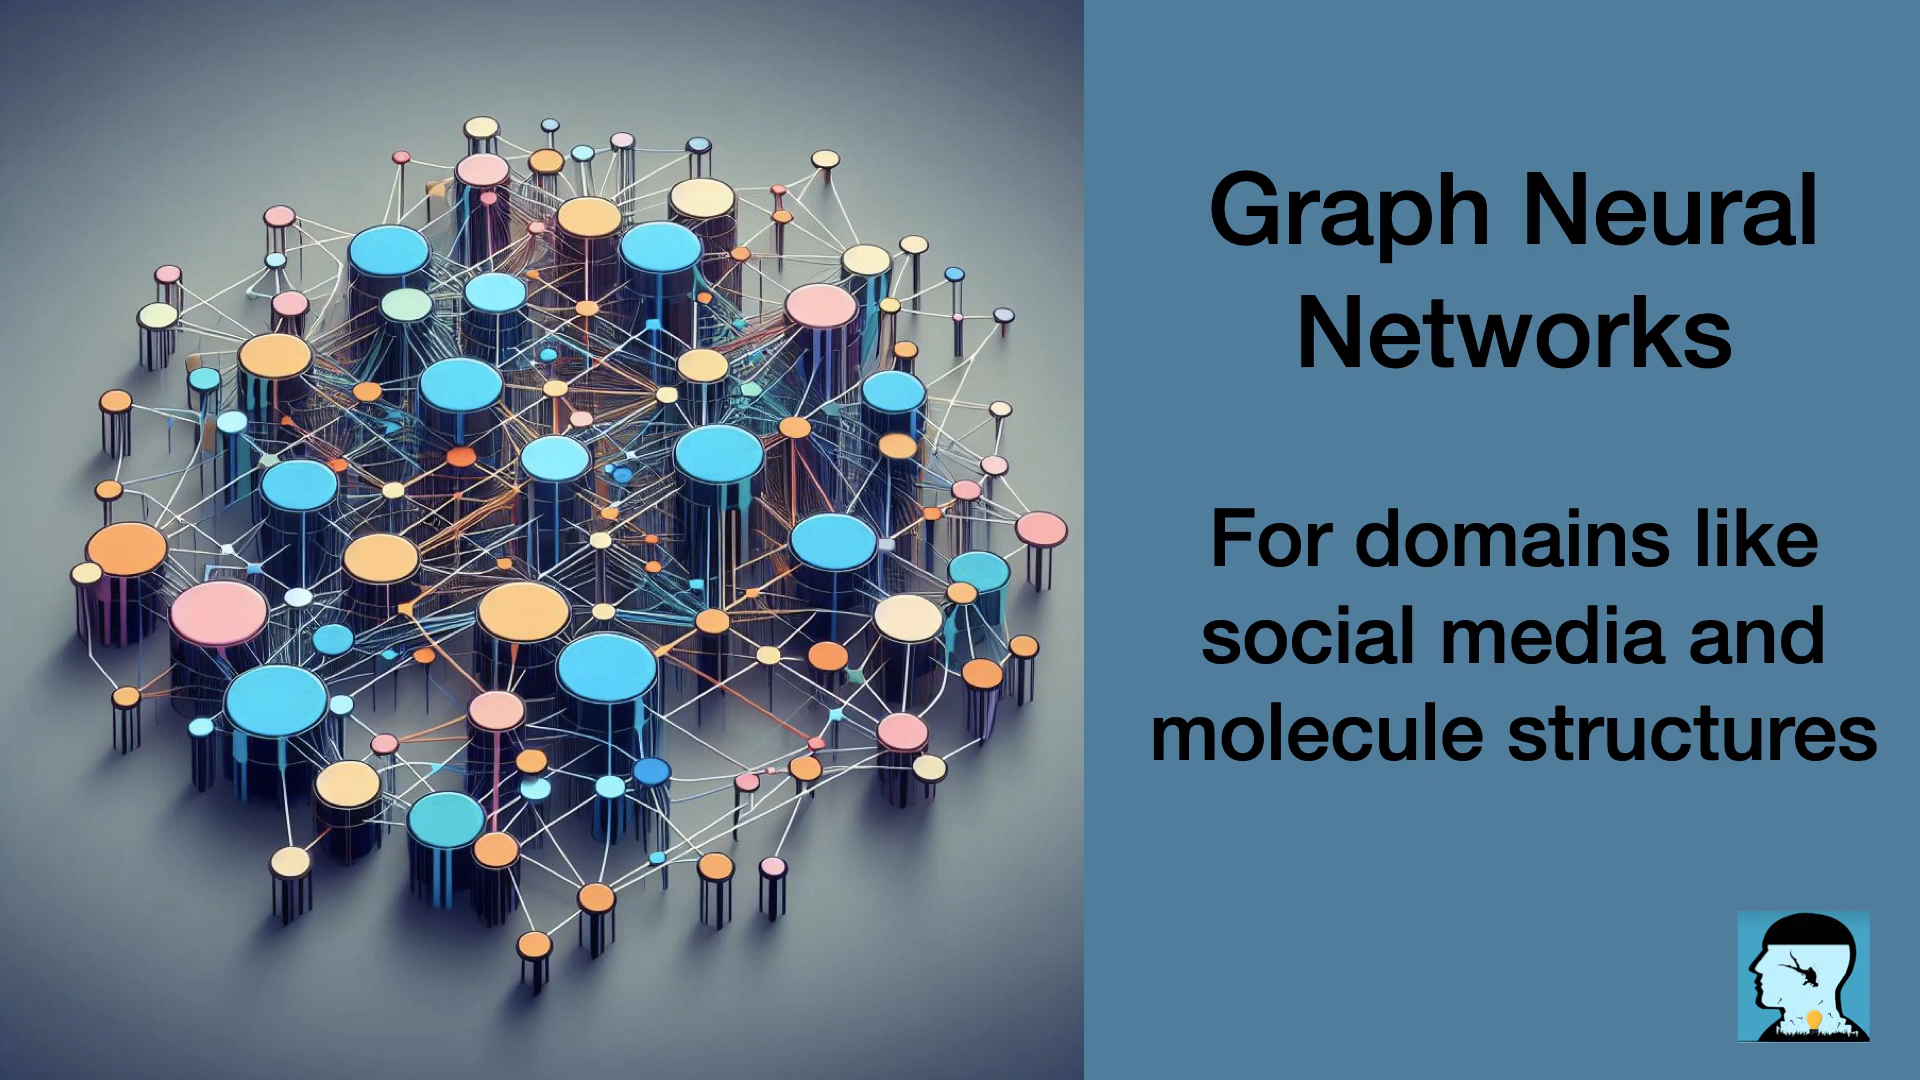 Graph Neural
Networks
For domains like
social media and
molecule structures